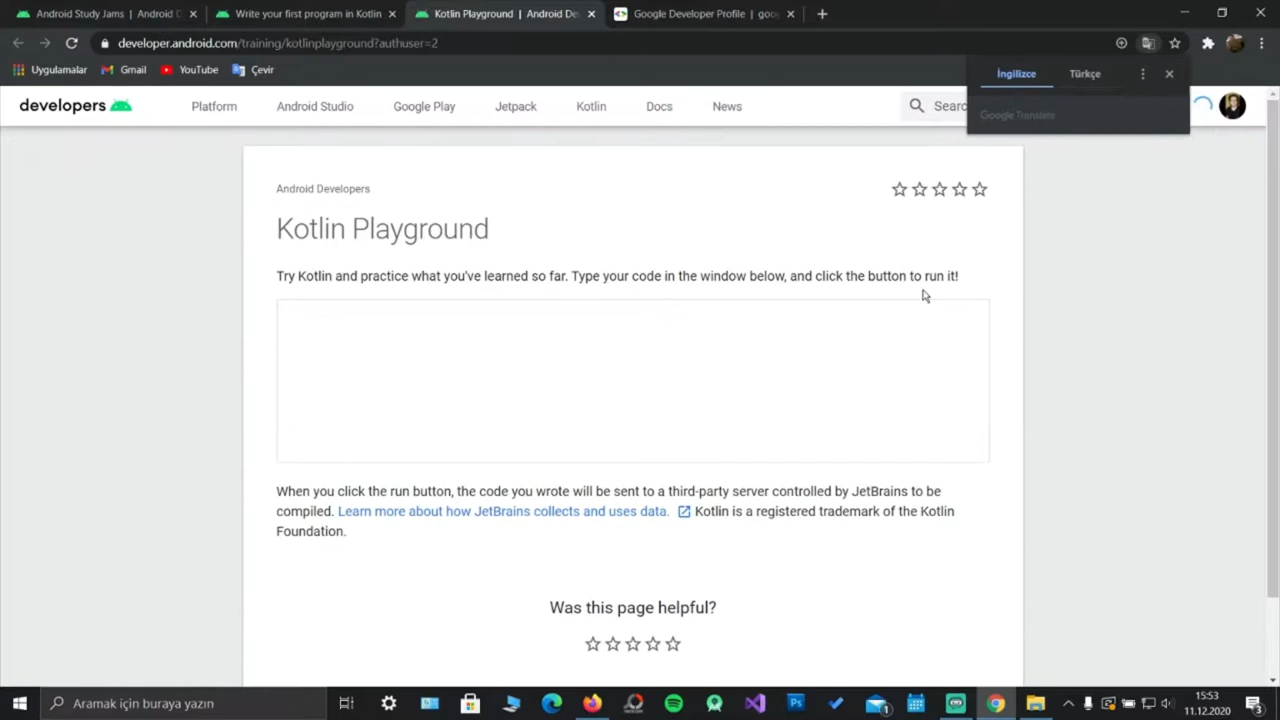 Android Study Jams | Android D
Write your first program in Kotlin
Kotlin Playground | Android De
Google Developer Profile | goo
developer.android.com/training/kotlinplayground?authuser=2
Uygulamalar
Gmail
YouTube
Çevir
İngilizce
Türkçe
Google Translate
developers
Platform
Android Studio
Google Play
Jetpack
Kotlin
Docs
News
Searc
Android Developers
Kotlin Playground
Try Kotlin and practice what you've learned so far. Type your code in the window below, and click the button to run it!
When you click the run button, the code you wrote will be sent to a third-party server controlled by JetBrains to be
compiled. Learn more about how JetBrains collects and uses data. Kotlin is a registered trademark of the Kotlin
Foundation.
Was this page helpful?
Aramak için buraya yazın
Ps
1
15:53
11.12.2020
3